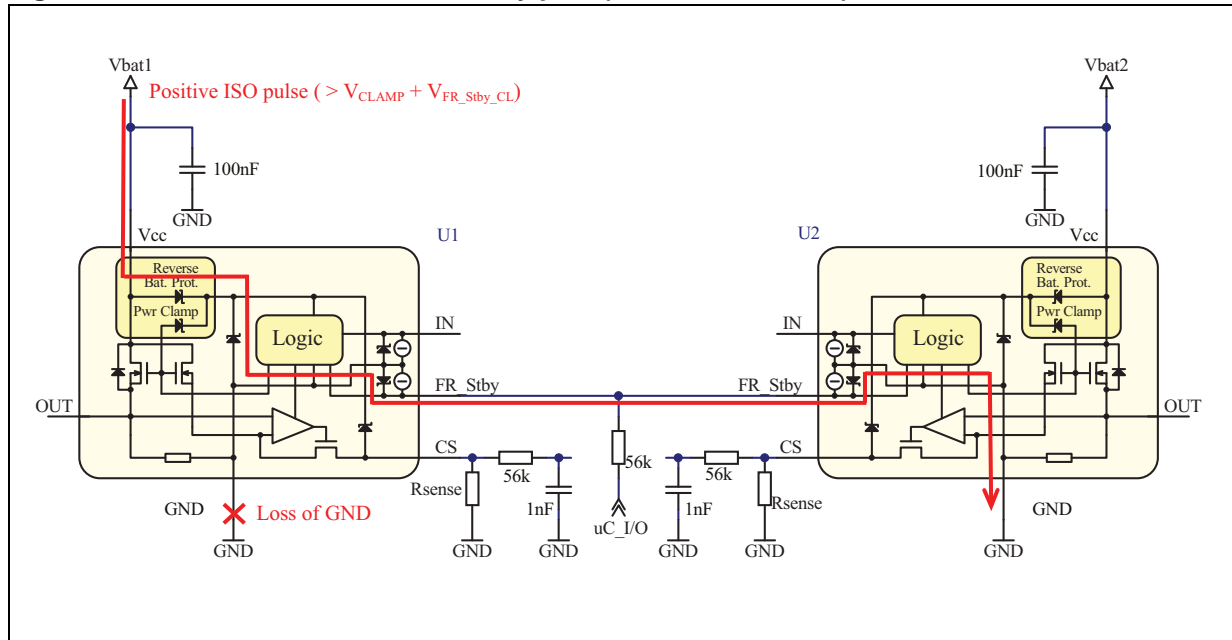 Vbat1
Vbat2
Positive ISO pulse ( > VCLAMP + VFR_Stby_CL)
100nF
100nF
GND
GND
Vcc
U1
U2
Vcc
Reverse
Bat. Prot.
Pwr Clamp
Reverse
Bat. Prot.
Pwr Clamp
IN
IN
Logic
Logic
FR_Stby
FR_Stby
OUT
OUT
CS
CS
56k
56k
56k
Rsense
1nF
1nF
Rsense
GND
Loss of GND
GND
uC_I/O
GND
GND
GND
GND
GND
GND